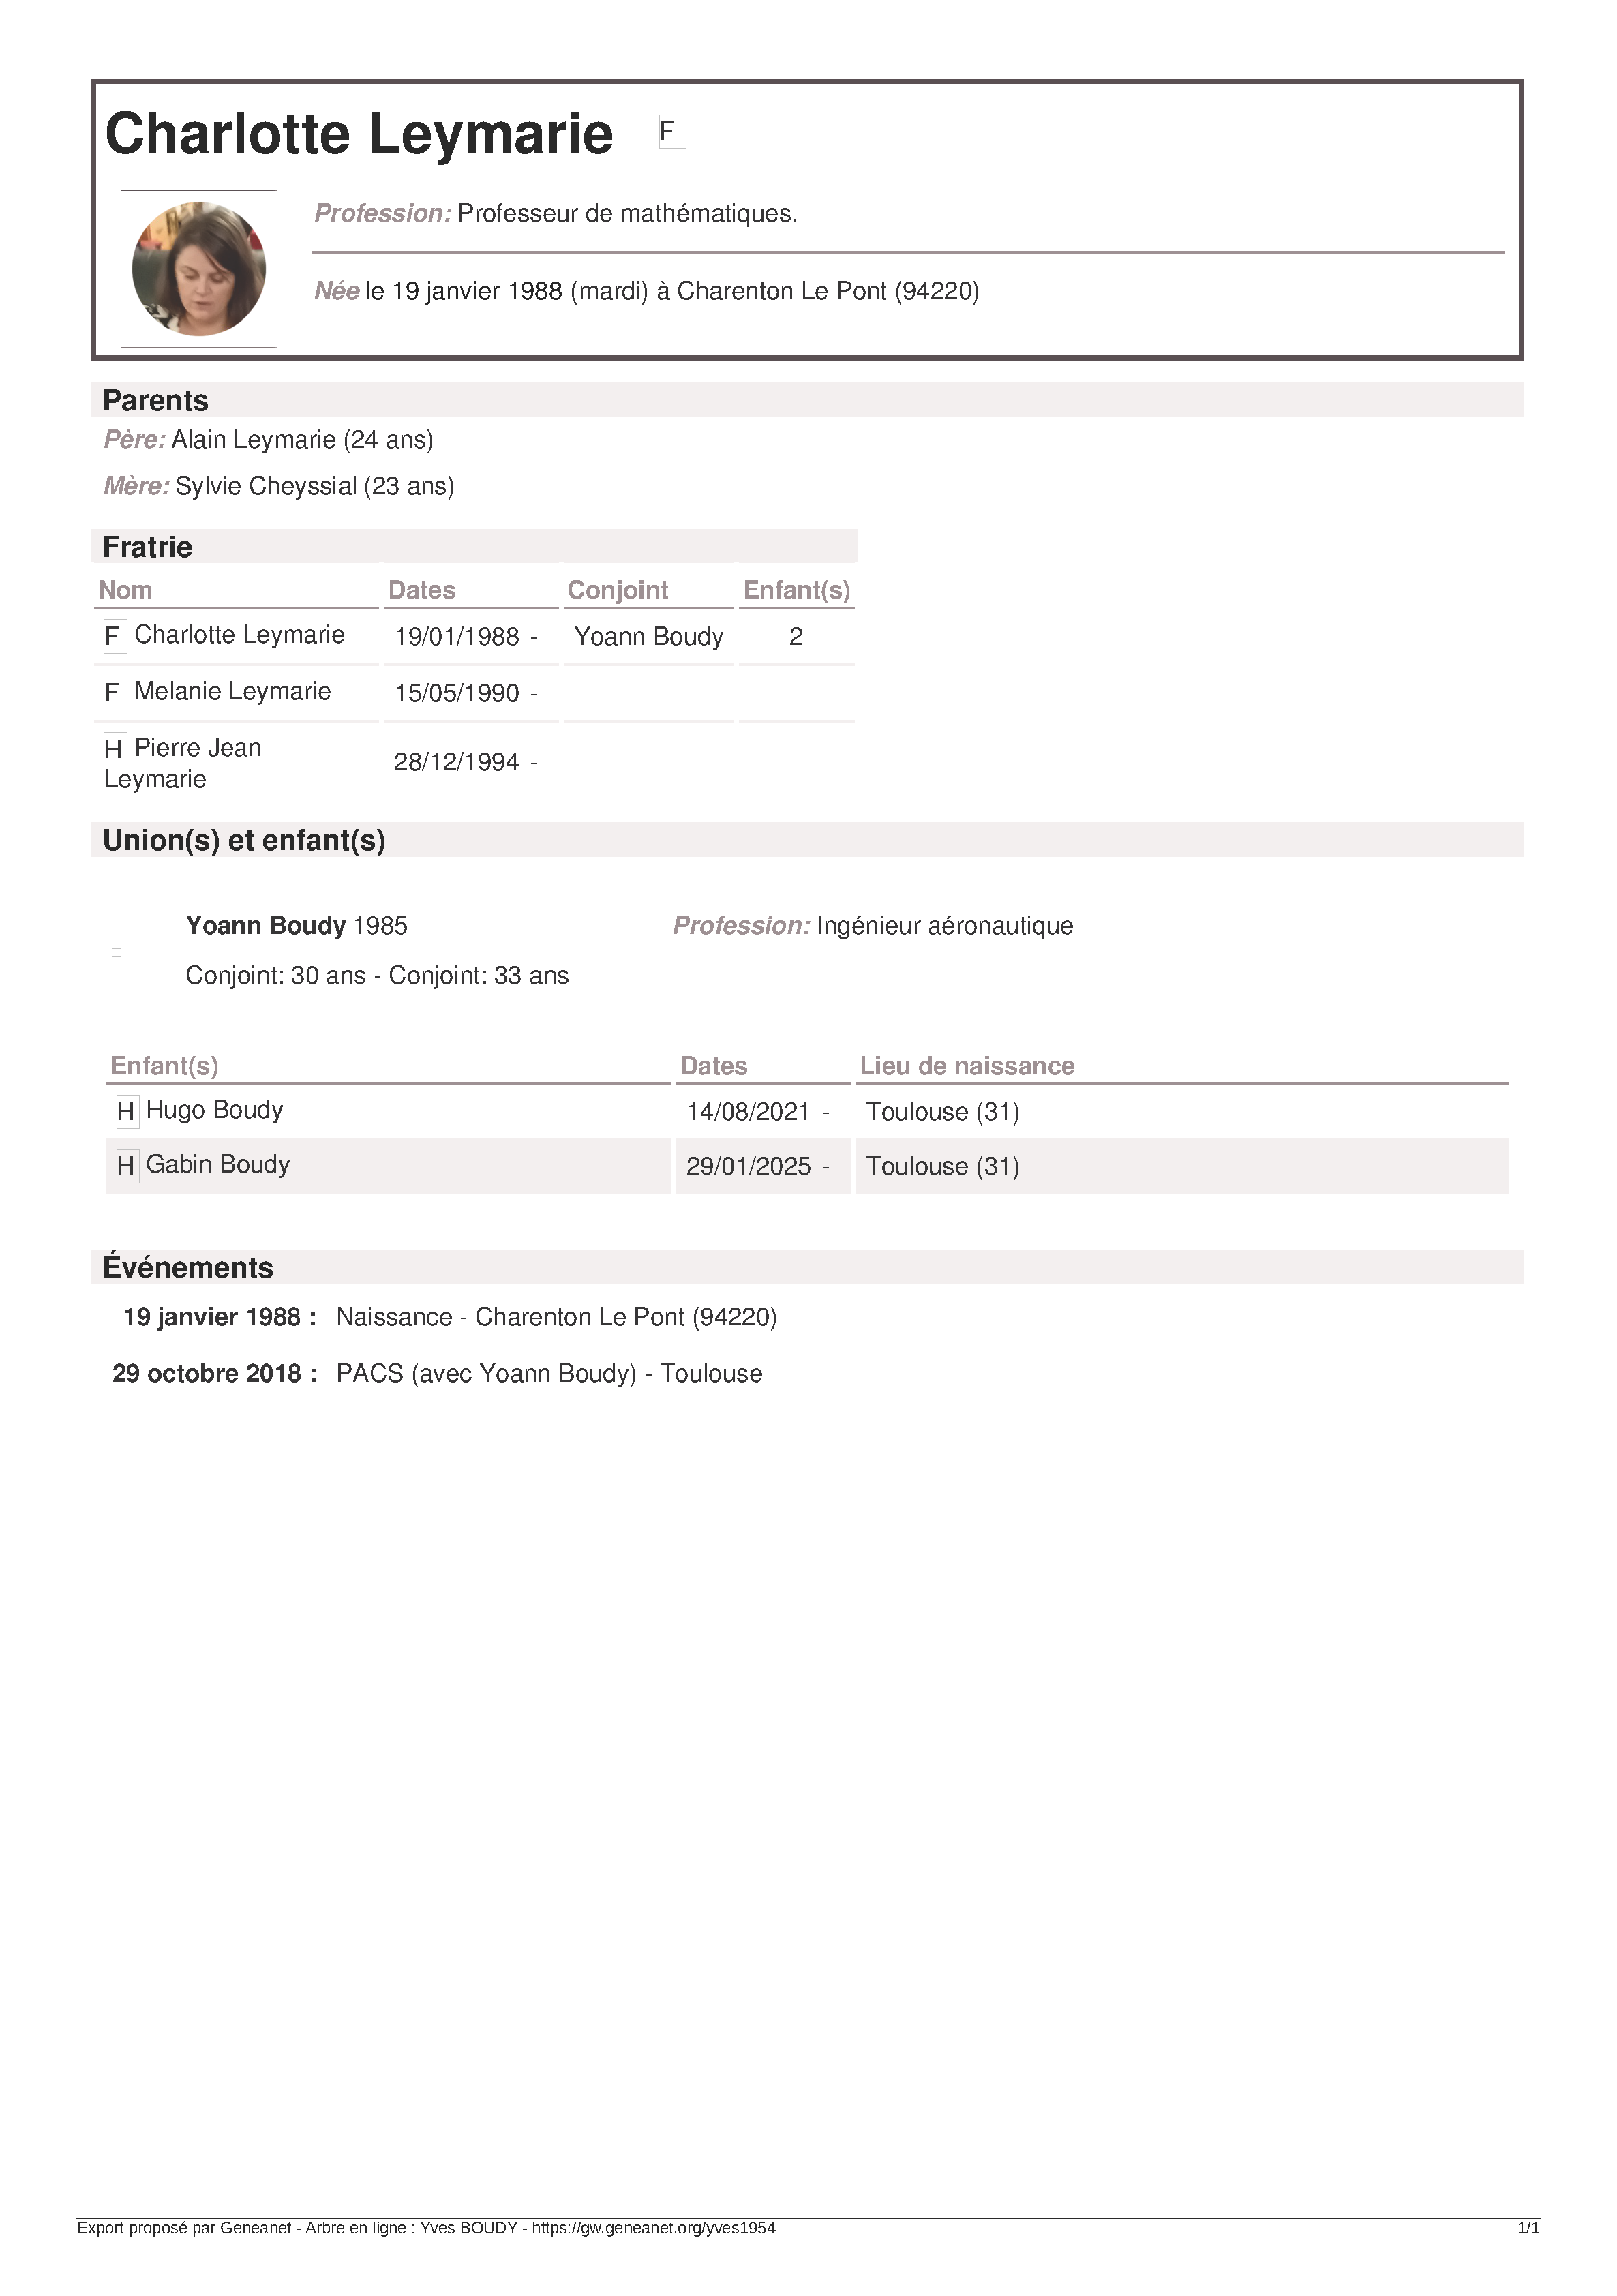 Charlotte Leymarie F
Profession: Professeur de mathématiques.
Née le 19 janvier 1988 (mardi) à Charenton Le Pont (94220)
Parents
Père: Alain Leymarie (24 ans)
Mère: Sylvie Cheyssial (23 ans)
Fratrie
Nom Dates Conjoint Enfant(s)
F Charlotte Leymarie 19/01/1988 - Yoann Boudy 2
F Melanie Leymarie 15/05/1990 -
H Pierre Jean
Leymarie 28/12/1994 -
Union(s) et enfant(s)
Yoann Boudy 1985 Profession: Ingénieur aéronautique
Conjoint: 30 ans - Conjoint: 33 ans
Enfant(s) Dates Lieu de naissance
H Hugo Boudy 14/08/2021 - Toulouse (31)
H Gabin Boudy 29/01/2025 - Toulouse (31)
Événements
19 janvier 1988 : Naissance - Charenton Le Pont (94220)
29 octobre 2018 : PACS (avec Yoann Boudy) - Toulouse
Export proposé par Geneanet - Arbre en ligne : Yves BOUDY - https://gw.geneanet.org/yves1954 1/1